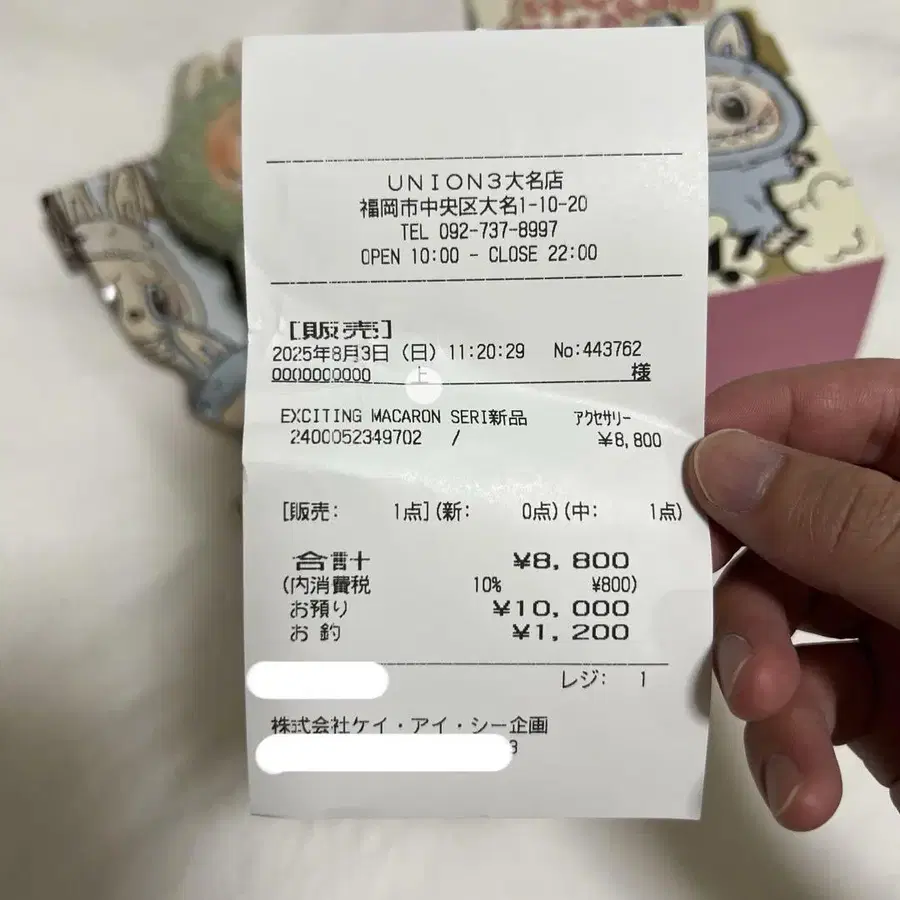 UNION3大名店
福岡市中央区大名1-10-20
TEL 092-737-8997
OPEN 10:00 - CLOSE 22:00
[販売]
2025年8月3日 (日) 11:20:29 No:443762
0000000000 上 様
EXCITING MACARON SERI新品 アクセサリー
2400052349702 / ¥8,800
[販売: 1点](新: 0点)(中: 1点)
合計 ¥8,800
(内消費税 10% ¥800)
お預り ¥10,000
お釣 ¥1,200
レジ: 1
株式会社ケイ・アイ・シー企画